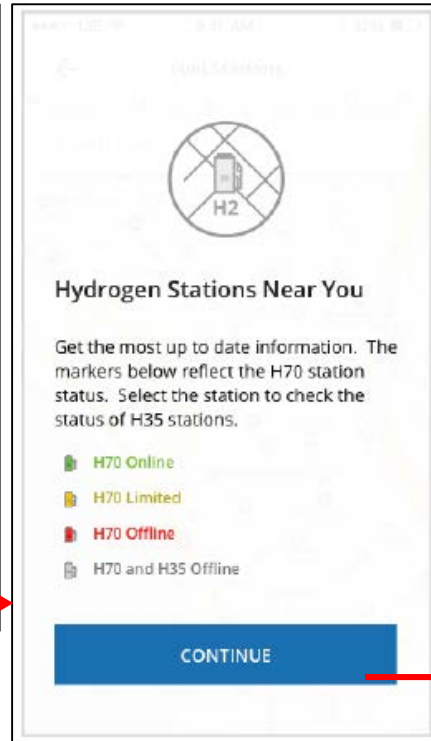 Fuel Stations
H2
Hydrogen Stations Near You
Get the most up to date information. The
markers below reflect the H70 station
status. Select the station to check the
status of H35 stations.
H70 Online
H70 Limited
H70 Offline
H70 and H35 Offline
CONTINUE